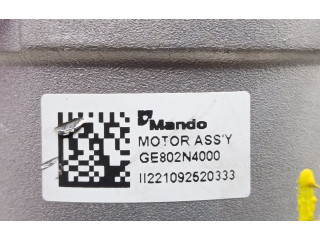 Mando
MOTOR ASS'Y
GE802N4000
II221092520333